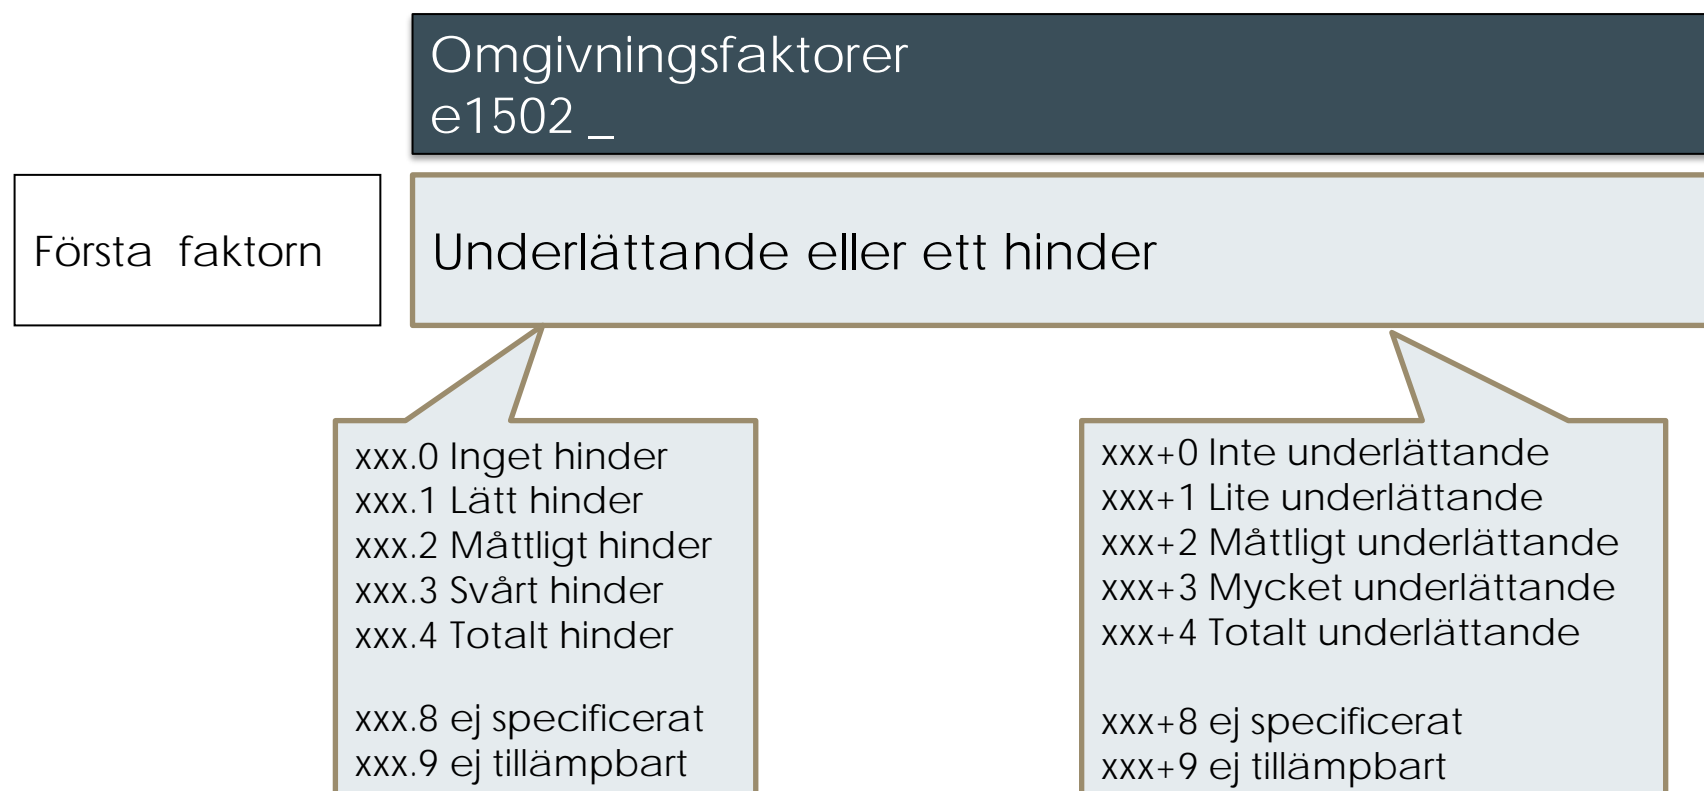 Omgivningsfaktorer
e1502 _
Första faktorn
Underlättande eller ett hinder
xxx.0 Inget hinder
xxx.1 Lätt hinder
xxx.2 Måttligt hinder
xxx.3 Svårt hinder
xxx.4 Totalt hinder
xxx.8 ej specificerat
xxx.9 ej tillämpbart
xxx+0 Inte underlättande
xxx+1 Lite underlättande
xxx+2 Måttligt underlättande
xxx+3 Mycket underlättande
xxx+4 Totalt underlättande
xxx+8 ej specificerat
xxx+9 ej tillämpbart